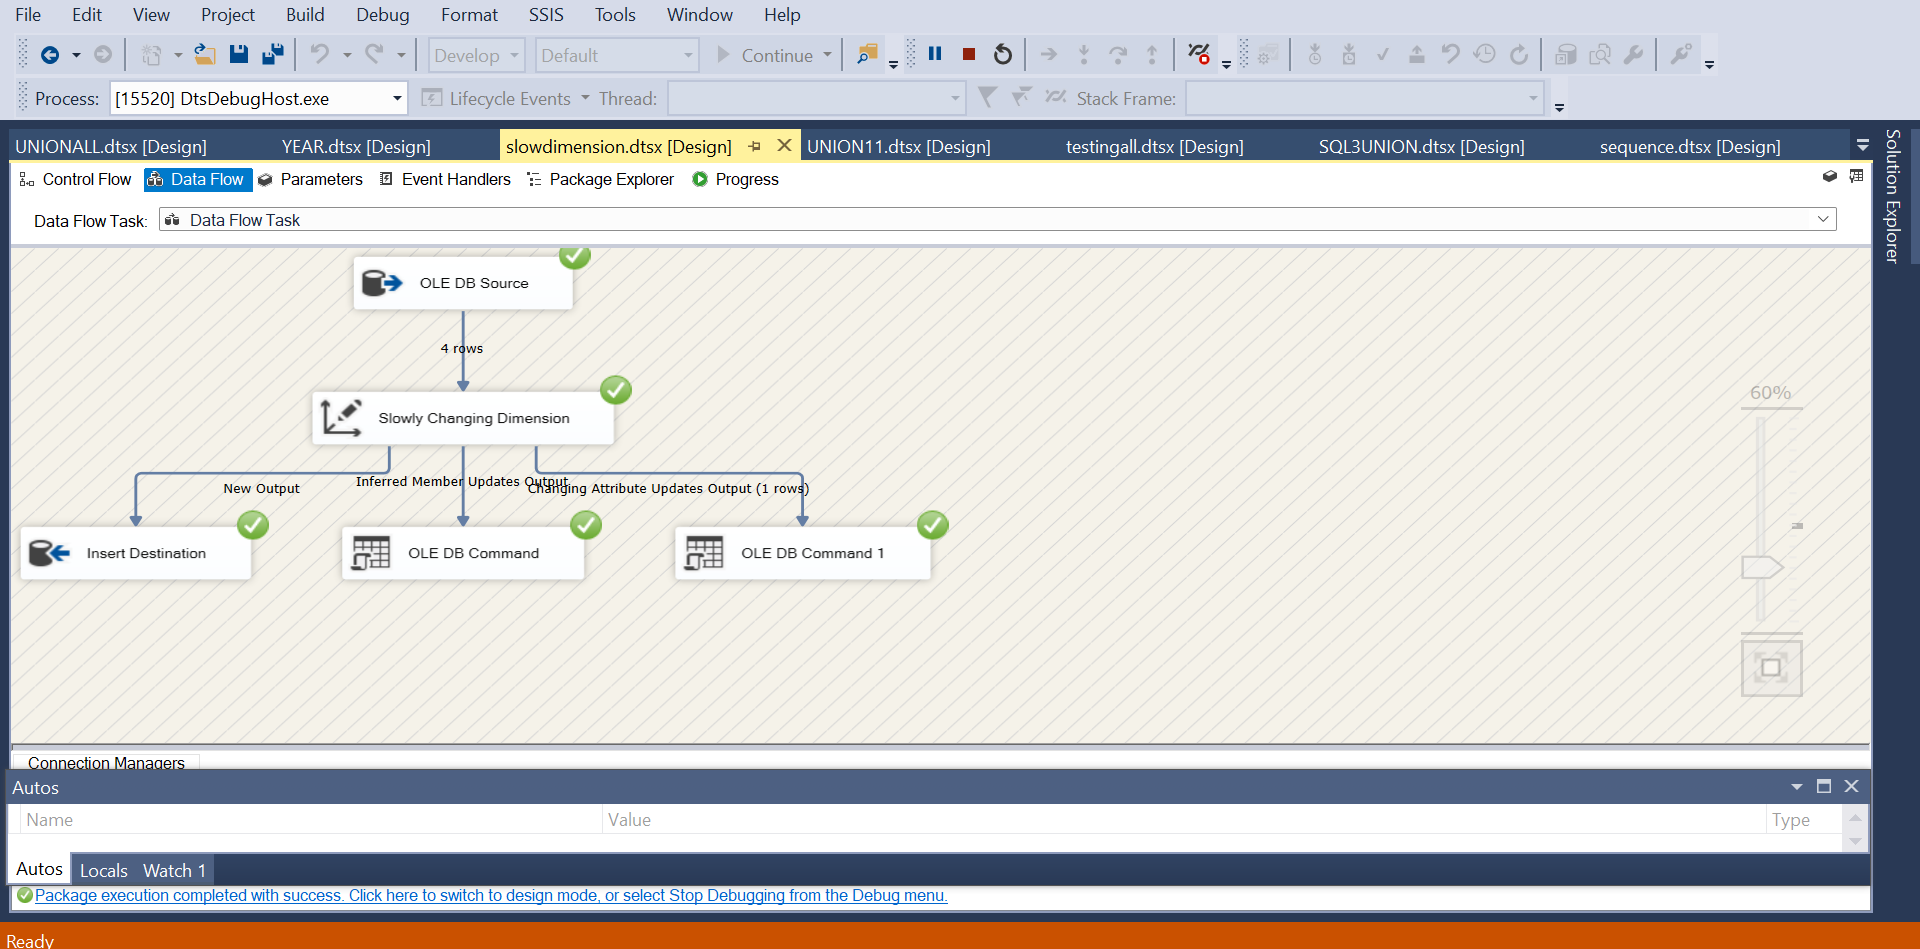 File Edit View Project Build Debug Format SSIS Tools Window Help
Develop Default Continue
Process: [15520] DtsDebugHost.exe Lifecycle Events Thread: Stack Frame:
UNIONALL.dtsx [Design] YEAR.dtsx [Design] slowdimension.dtsx [Design] UNION11.dtsx [Design] testingall.dtsx [Design] SQL3UNION.dtsx [Design] sequence.dtsx [Design]
Solution Explorer
Control Flow Data Flow Parameters Event Handlers Package Explorer Progress
Data Flow Task: Data Flow Task
OLE DB Source
4 rows
60%
Slowly Changing Dimension
Inferred Member Updates Output
New Output Changing Attribute Updates Output (1 rows)
Insert Destination OLE DB Command OLE DB Command 1
Connection Managers
Autos
Name Value Type
Autos Locals Watch 1
Package execution completed with success. Click here to switch to design mode, or select Stop Debugging from the Debug menu.
Ready